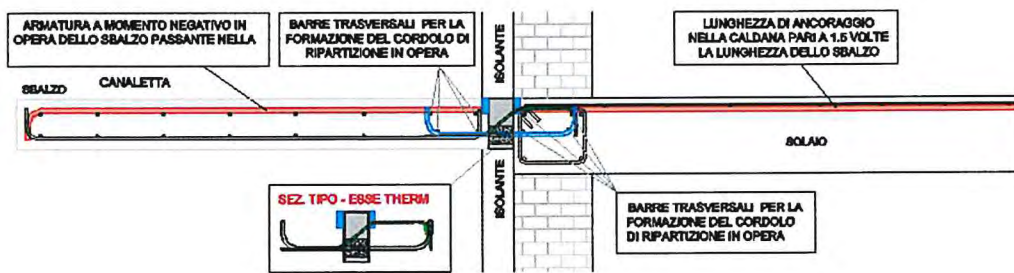 ARMATURA A MOMENTO NEGATIVO IN
OPERA DELLO SBALZO PASSANTE NELLA
CANALETTA
SBALZO
BARRE TRASVERSALI PER LA
FORMAZIONE DEL CORDOLO DI
RIPARTIZIONE IN OPERA
ISOLANTE
LUNGHEZZA DI ANCORAGGIO
NELLA CALDANA PARI A 1.5 VOLTE
LA LUNGHEZZA DELLO SBALZO
SOLAIO
SEZ. TIPO - ESSE THERM
ISOLANTE
BARRE TRASVERSALI PER LA
FORMAZIONE DEL CORDOLO
DI RIPARTIZIONE IN OPERA